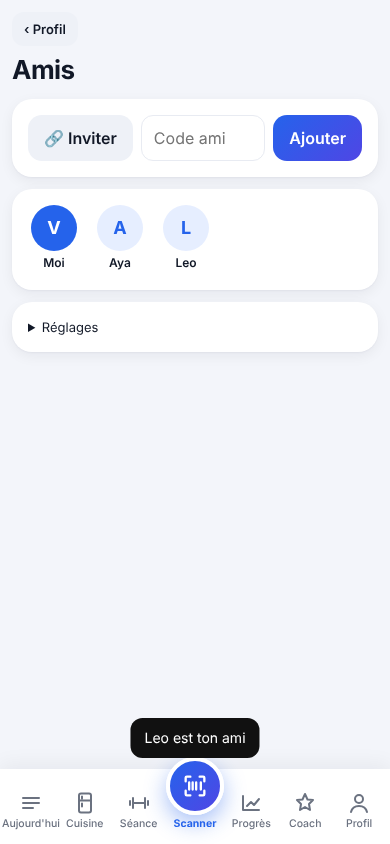 ‹ Profil
Amis
🔗 Inviter
Code ami
Ajouter
V
A
L
Moi
Aya
Leo
▶ Réglages
Leo est ton ami
Aujourd'hui
Cuisine
Séance
Scanner
Progrès
Coach
Profil